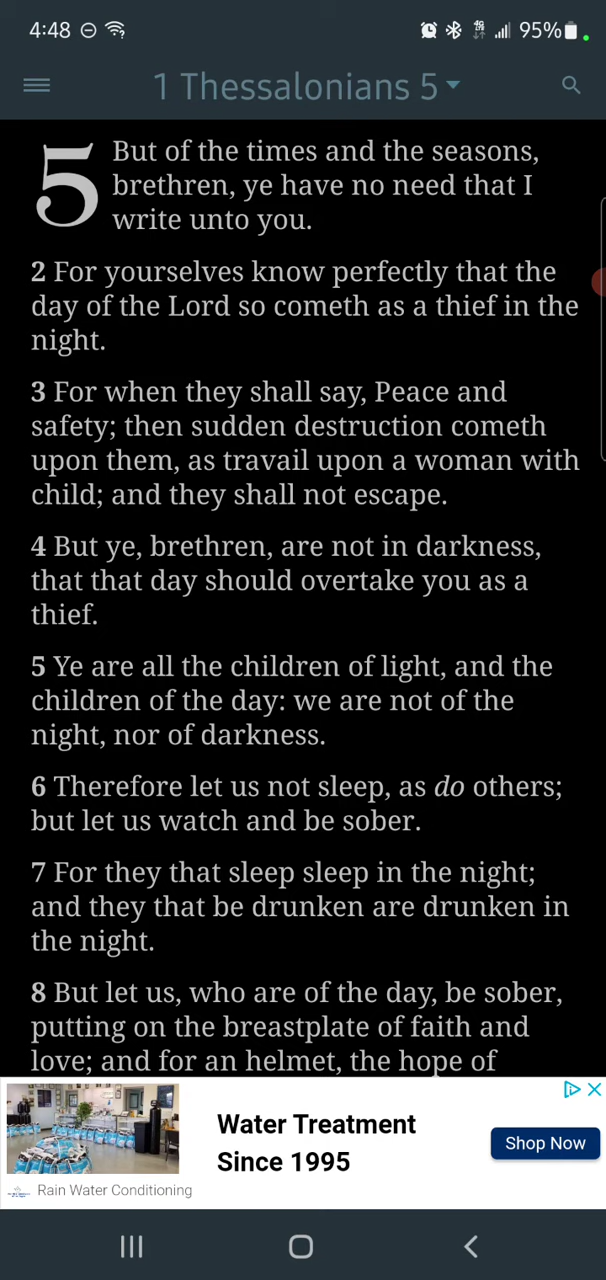 4:48 95%
1 Thessalonians 5
5 But of the times and the seasons,
brethren, ye have no need that I
write unto you.
2 For yourselves know perfectly that the
day of the Lord so cometh as a thief in the
night.
3 For when they shall say, Peace and
safety; then sudden destruction cometh
upon them, as travail upon a woman with
child; and they shall not escape.
4 But ye, brethren, are not in darkness,
that that day should overtake you as a
thief.
5 Ye are all the children of light, and the
children of the day: we are not of the
night, nor of darkness.
6 Therefore let us not sleep, as do others;
but let us watch and be sober.
7 For they that sleep sleep in the night;
and they that be drunken are drunken in
the night.
8 But let us, who are of the day, be sober,
putting on the breastplate of faith and
love; and for an helmet, the hope of
Water Treatment
Since 1995
Shop Now
Rain Water Conditioning